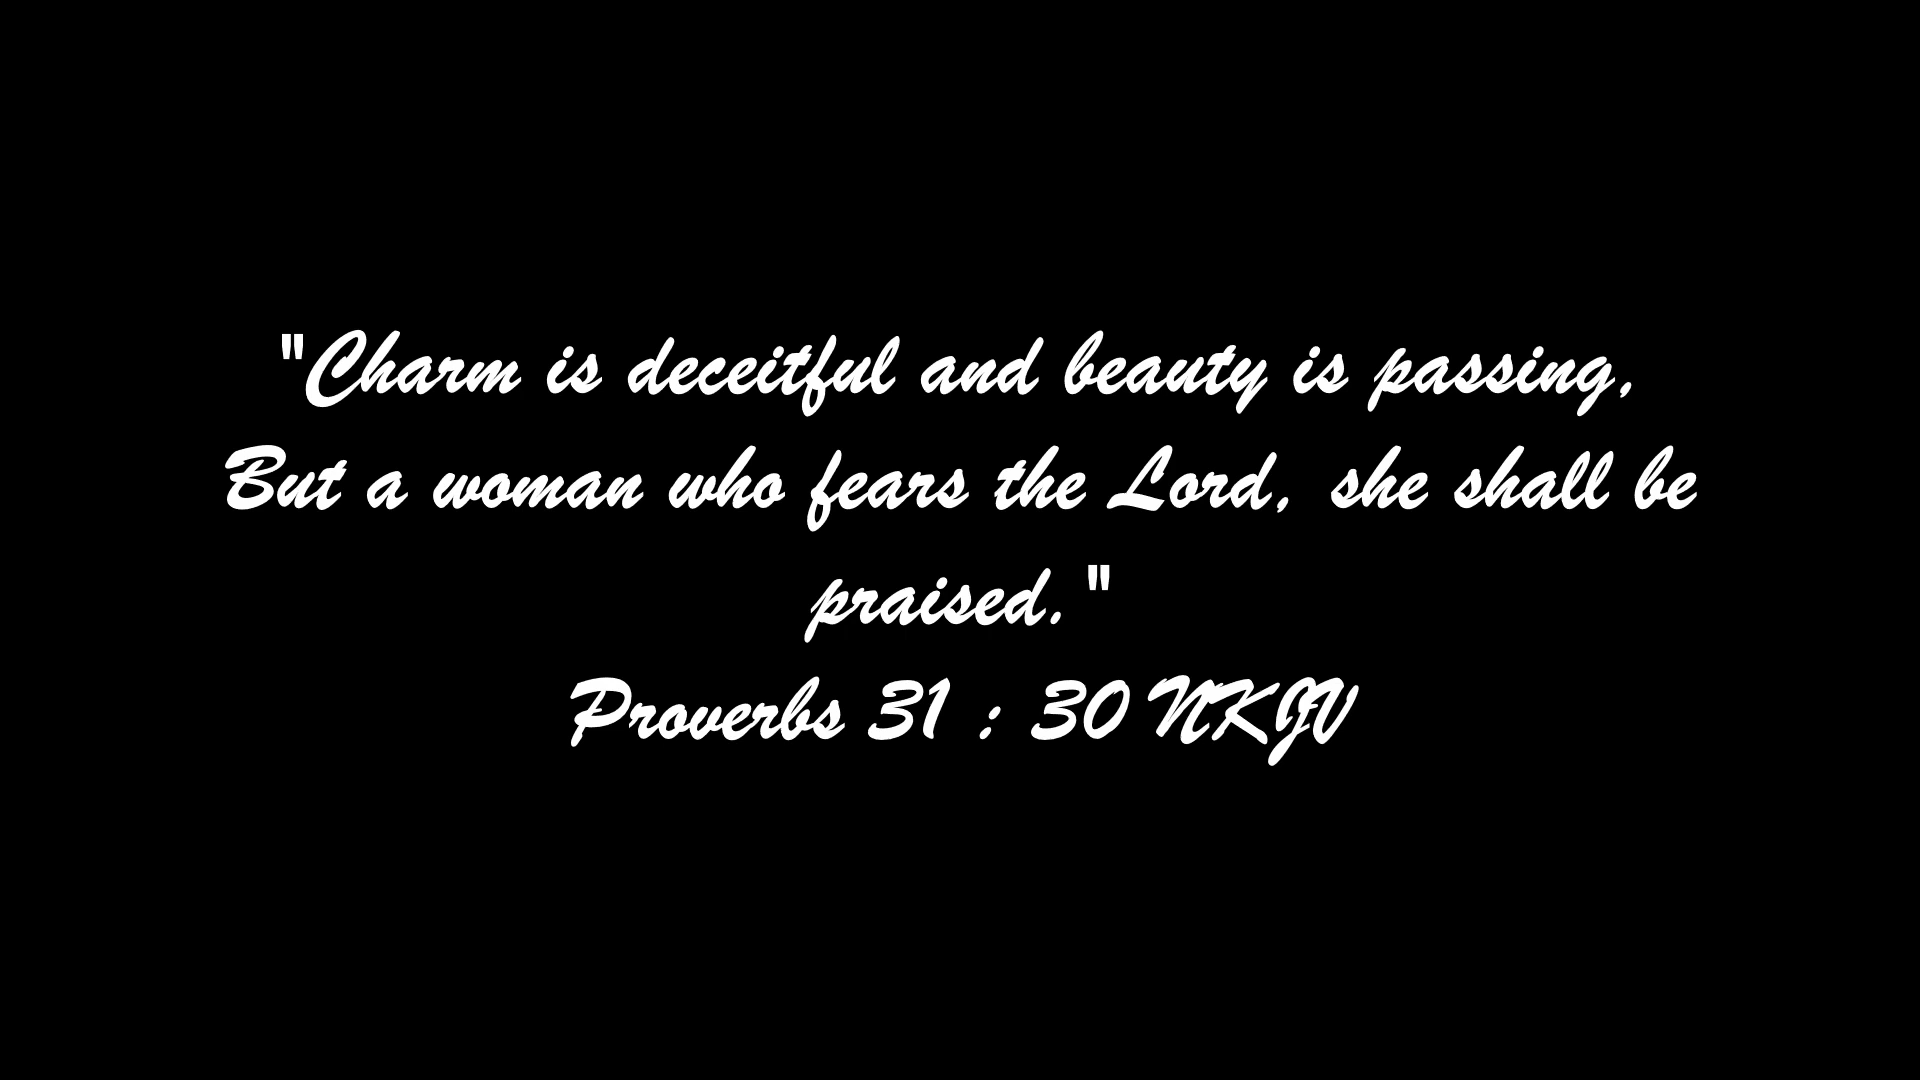 "Charm is deceitful and beauty is passing,
But a woman who fears the Lord, she shall be
praised."
Proverbs 31 : 30 NKJV